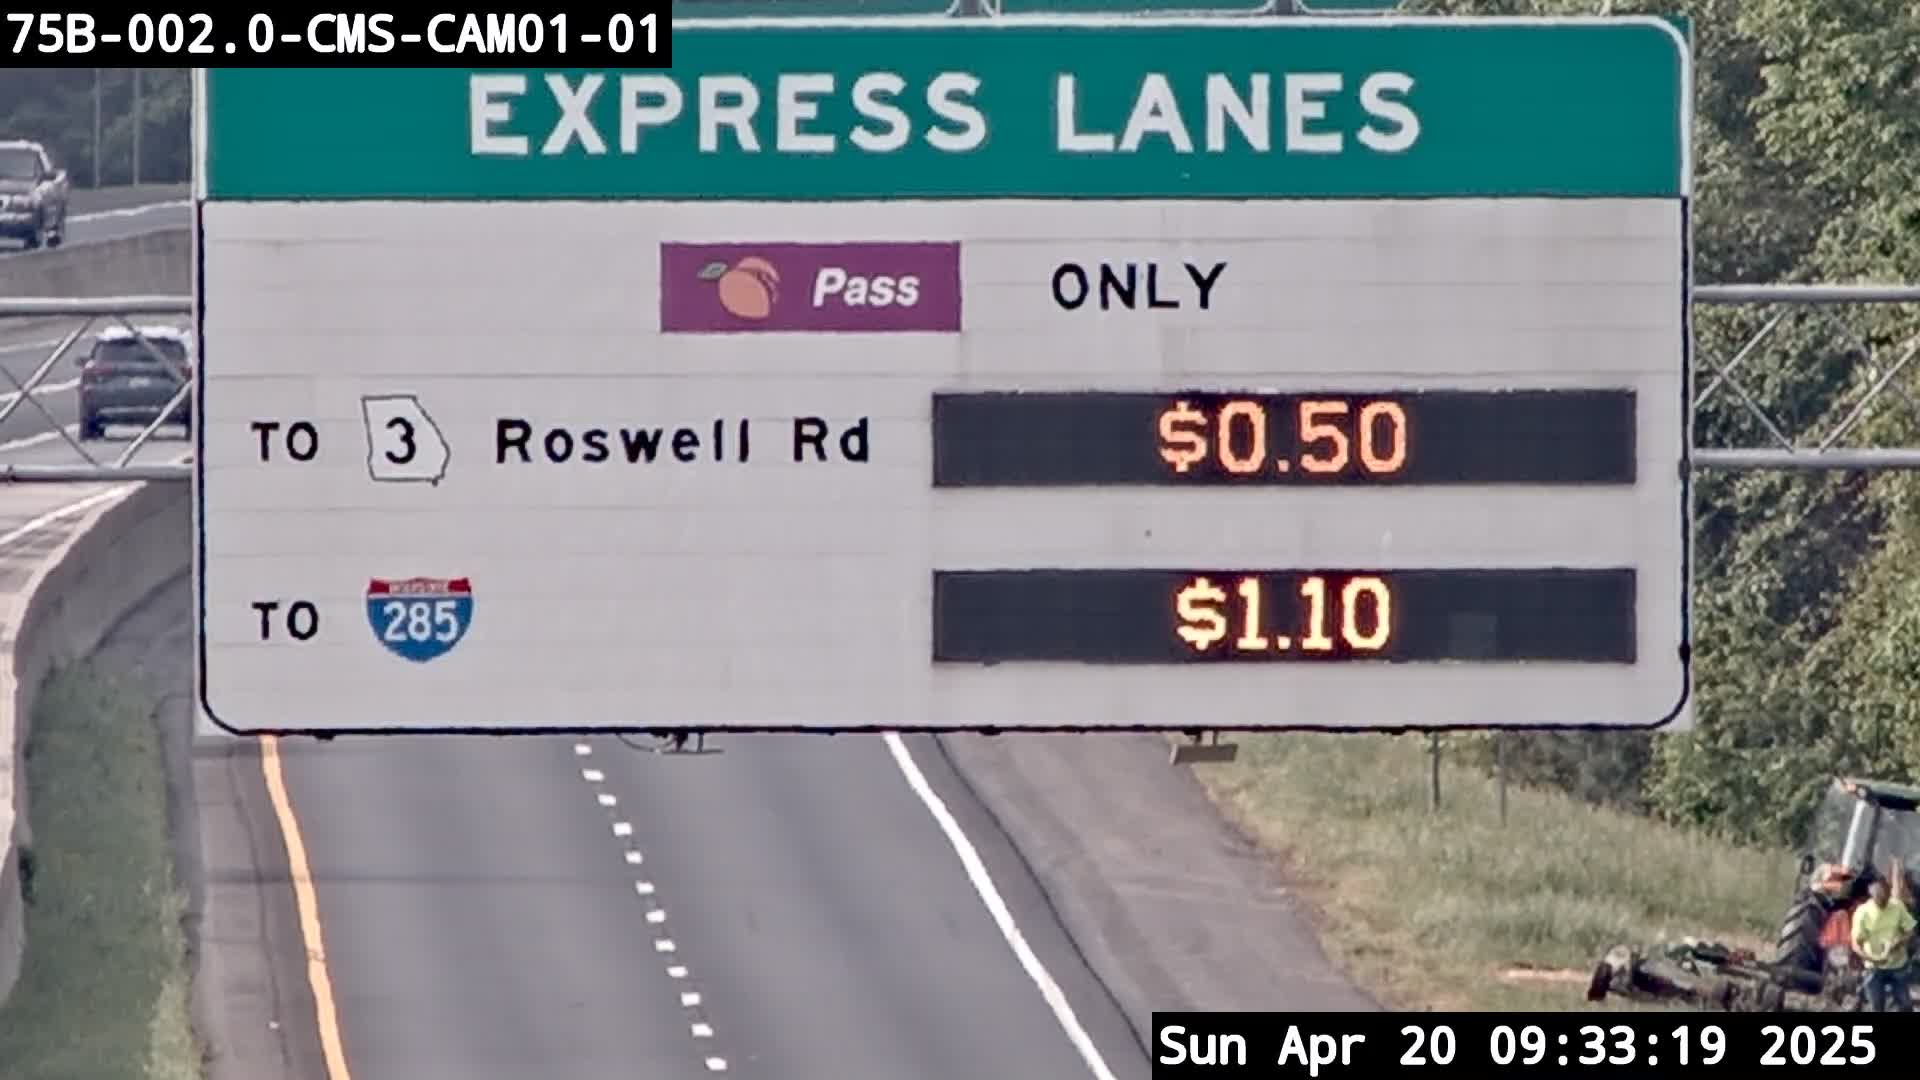 75B-002.0-CMS-CAM01-01
EXPRESS LANES
Pass ONLY
TO 3 Roswell Rd $0.50
TO INTERSTATE 285 $1.10
Sun Apr 20 09:33:19 2025